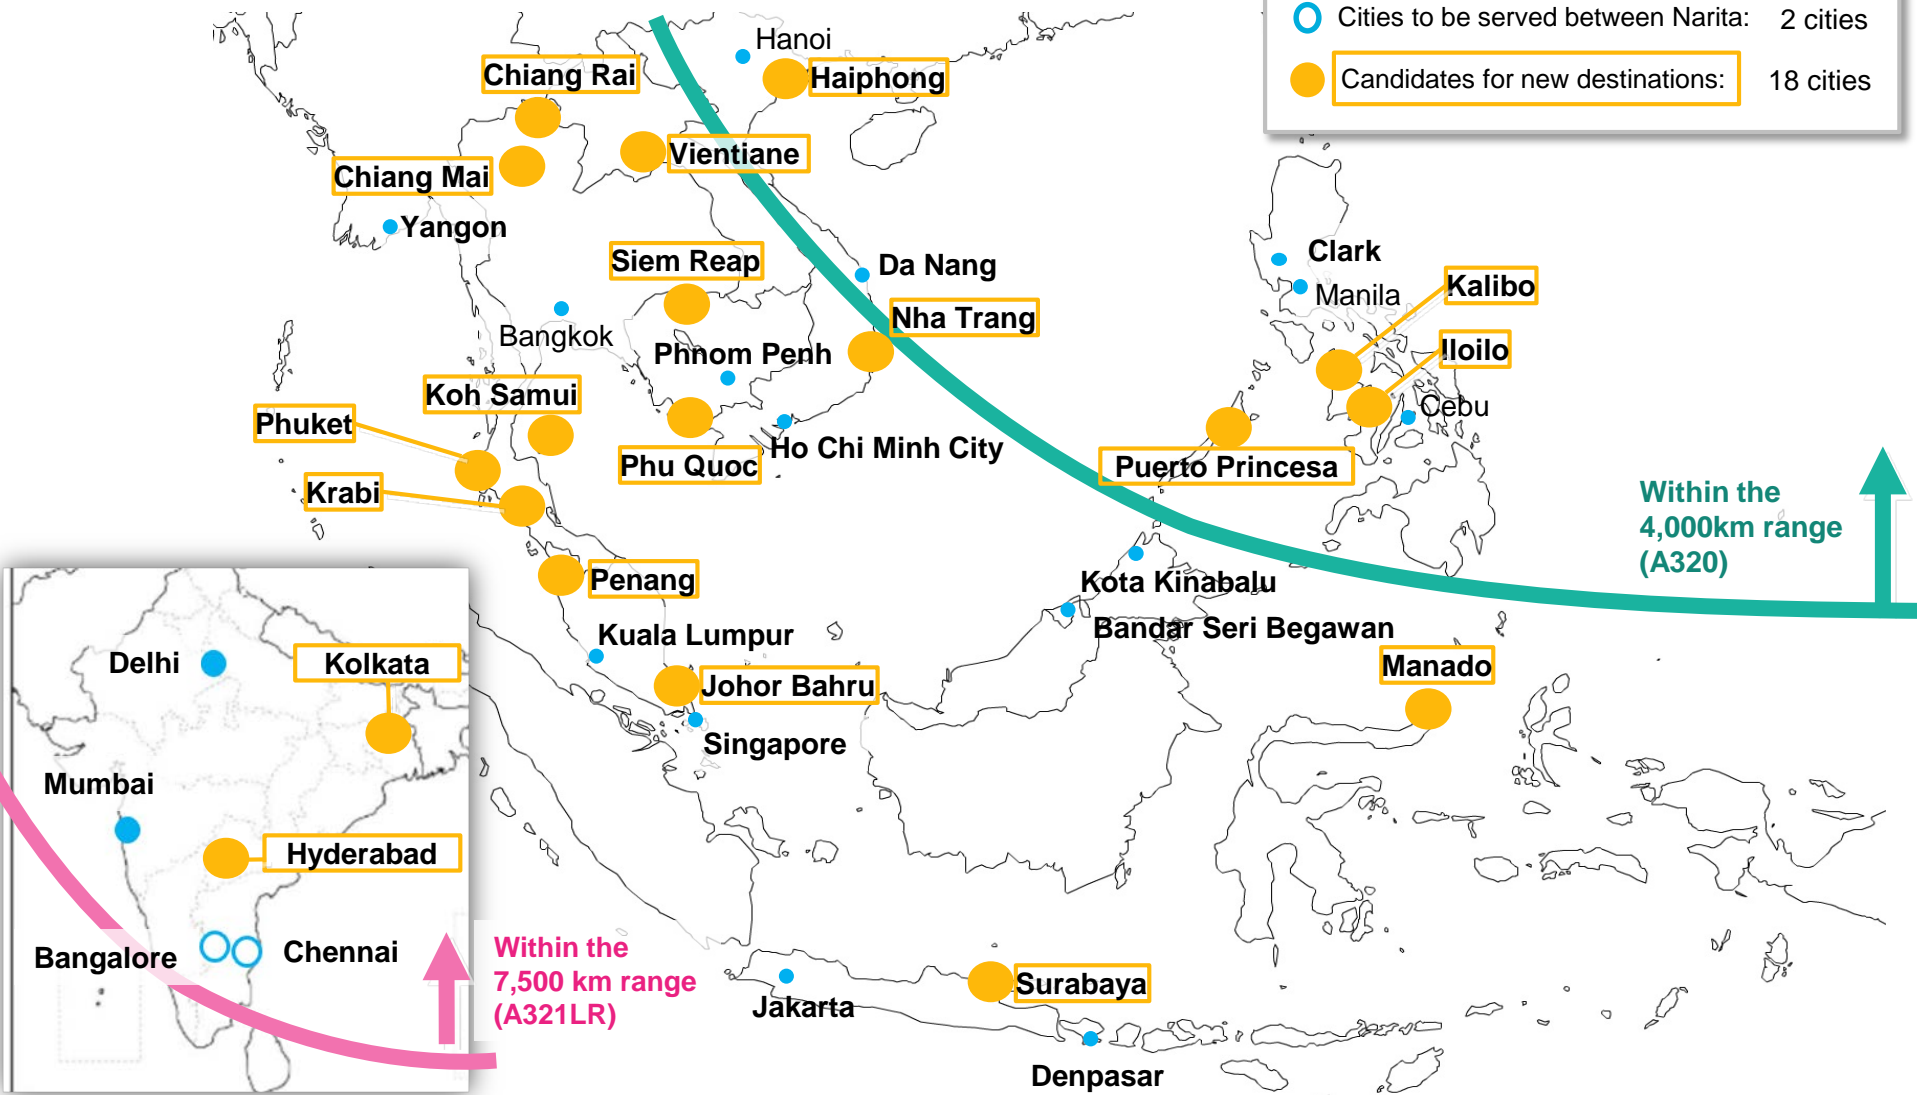 Cities to be served between Narita: 2 cities
Candidates for new destinations: 18 cities
Hanoi
Chiang Rai
Haiphong
Vientiane
Chiang Mai
Yangon
Siem Reap
Da Nang
Clark
Kalibo
Manila
Nha Trang
Bangkok
Phnom Penh
Iloilo
Koh Samui
Cebu
Phuket
Ho Chi Minh City
Phu Quoc
Puerto Princesa
Krabi
Within the
4,000km range
(A320)
Penang
Kota Kinabalu
Bandar Seri Begawan
Kuala Lumpur
Manado
Johor Bahru
Singapore
Delhi
Kolkata
Mumbai
Hyderabad
Bangalore
Chennai
Within the
7,500 km range
(A321LR)
Surabaya
Jakarta
Denpasar